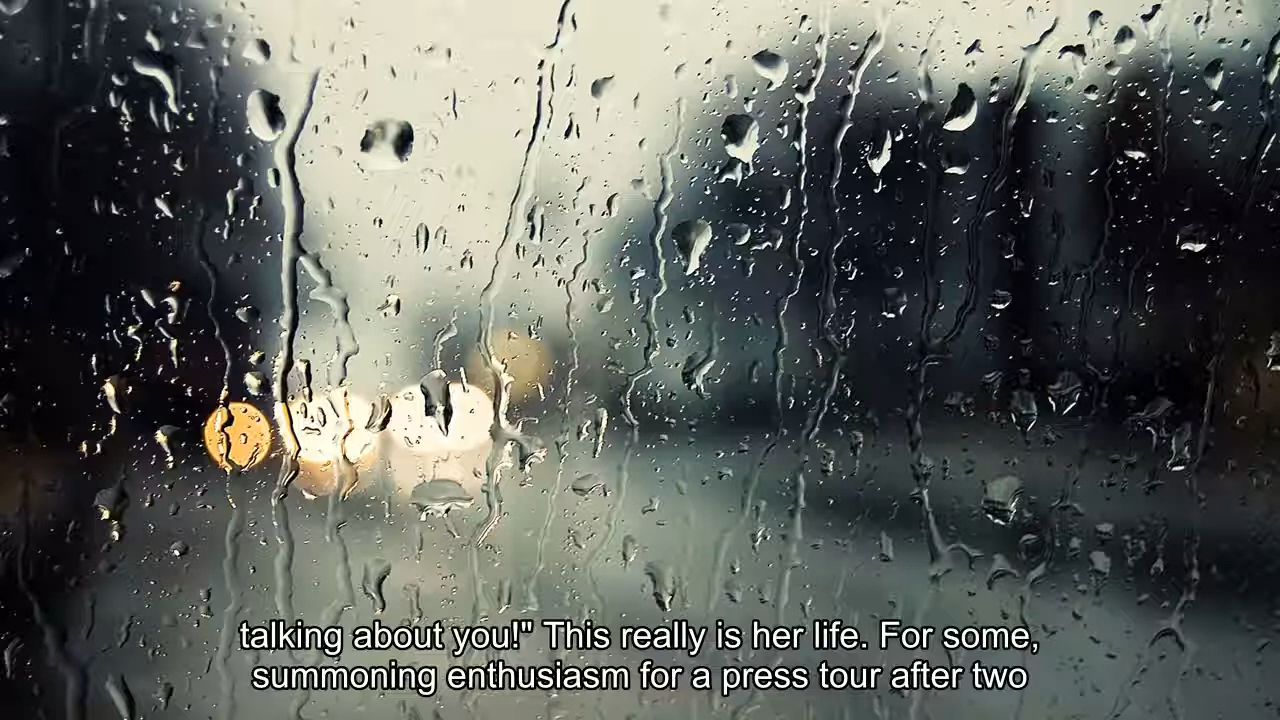 talking about you!" This really is her life. For some,
summoning enthusiasm for a press tour after two